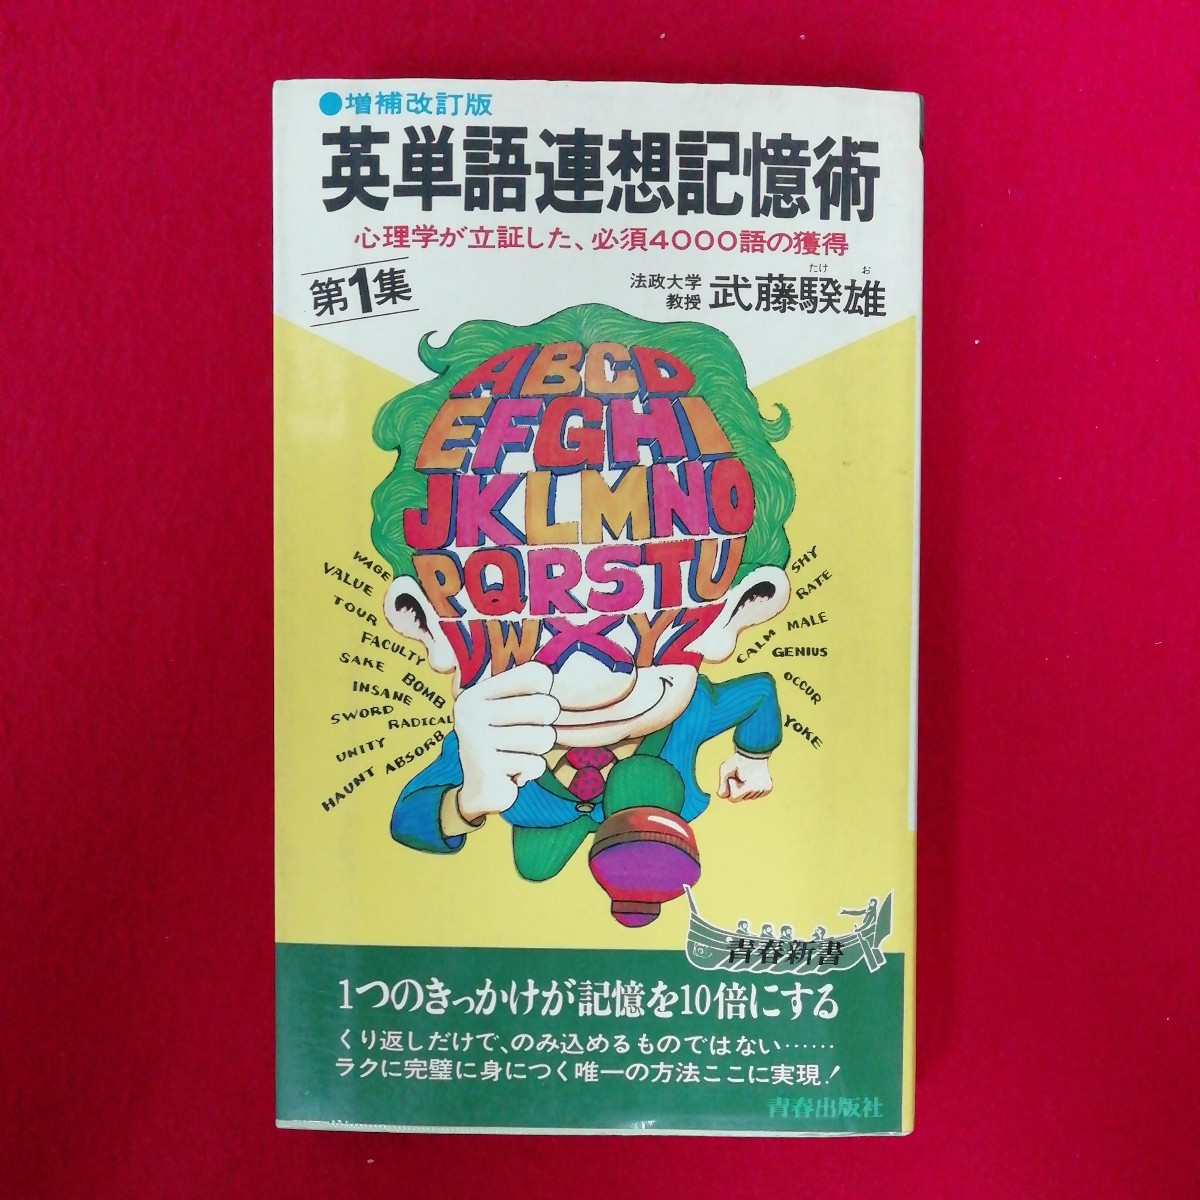 ●増補改訂版
英単語連想記憶術
心理学が立証した、必須4000語の獲得
第1集
法政大学
教授
武藤騤雄
たけ お
ABCD
EFGHI
JKLMNO
PQRSTU
VWXYZ
WAGE
VALUE
TOUR
FACULTY
SAKE
BOMB
INSANE
SWORD
RADICAL
UNITY
ABSORB
HAUNT
SHY
RATE
MALE
CALM
GENIUS
OCCUR
YOKE
青春新書
1つのきっかけが記憶を10倍にする
くり返しだけで、のみ込めるものではない……
ラクに完璧に身につく唯一の方法ここに実現!
青春出版社